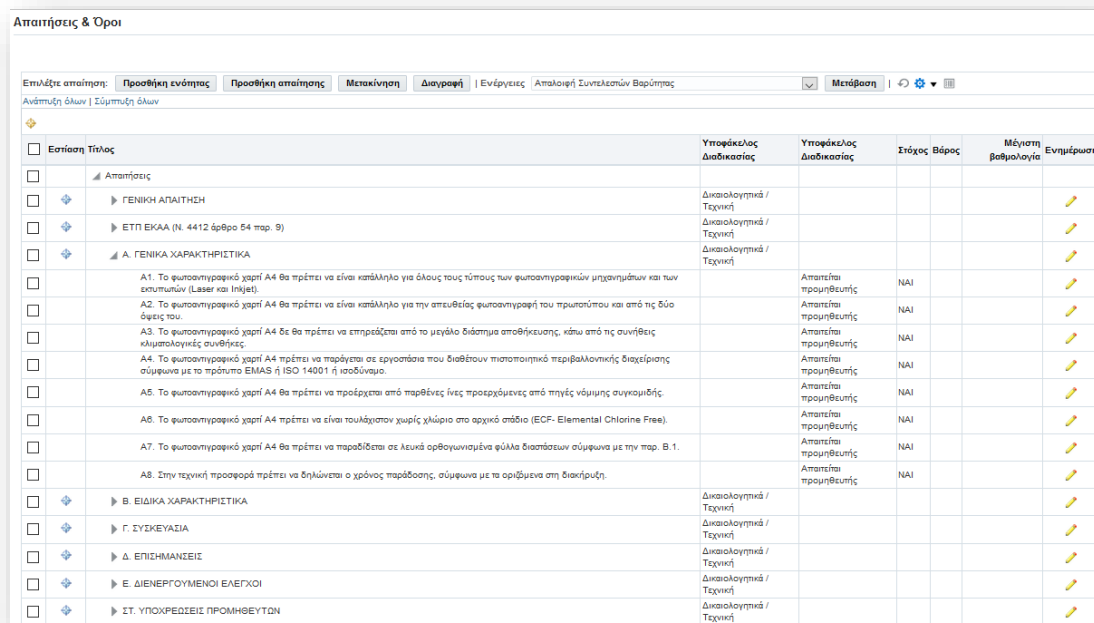 Απαιτήσεις & Όροι
Επιλέξτε απαίτηση: Προσθήκη ενότητας Προσθήκη απαίτησης Μετακίνηση Διαγραφή | Ενέργειες Απαλοιφή Συντελεστών Βαρύτητας Μετάβαση |
Ανάπτυξη όλων | Σύμπτυξη όλων
Εστίαση Τίτλος Υποφάκελος Διαδικασίας Υποφάκελος Διαδικασίας Στόχος Βάρος Μέγιστη βαθμολογία Ενημέρωση
Απαιτήσεις
ΓΕΝΙΚΗ ΑΠΑΙΤΗΣΗ Δικαιολογητικά /
Τεχνική
ΕΤΠ ΕΚΑΑ (Ν. 4412 άρθρο 54 παρ. 9) Δικαιολογητικά /
Τεχνική
Α. ΓΕΝΙΚΑ ΧΑΡΑΚΤΗΡΙΣΤΙΚΑ Δικαιολογητικά /
Τεχνική
Α1. Το φωτοαντιγραφικό χαρτί Α4 θα πρέπει να είναι κατάλληλο για όλους τους τύπους των φωτοαντιγραφικών μηχανημάτων και των Απαιτείται
εκτυπωτών (Laser και Inkjet). προμηθευτής ΝΑΙ
Α2. Το φωτοαντιγραφικό χαρτί Α4 θα πρέπει να είναι κατάλληλο για την απευθείας φωτοαντιγραφή του πρωτοτύπου και από τις δύο Απαιτείται
όψεις του. προμηθευτής ΝΑΙ
Α3. Το φωτοαντιγραφικό χαρτί Α4 δε θα πρέπει να επηρεάζεται από το μεγάλο διάστημα αποθήκευσης, κάτω από τις συνήθεις Απαιτείται
κλιματολογικές συνθήκες. προμηθευτής ΝΑΙ
Α4. Το φωτοαντιγραφικό χαρτί Α4 πρέπει να παράγεται σε εργοστάσια που διαθέτουν πιστοποιητικό περιβαλλοντικής διαχείρισης Απαιτείται
σύμφωνα με το πρότυπο EMAS ή ISO 14001 ή ισοδύναμο. προμηθευτής ΝΑΙ
Α5. Το φωτοαντιγραφικό χαρτί Α4 θα πρέπει να προέρχεται από παρθένες ίνες προερχόμενες από πηγές νόμιμης συγκομιδής. Απαιτείται
προμηθευτής ΝΑΙ
Α6. Το φωτοαντιγραφικό χαρτί Α4 πρέπει να είναι τουλάχιστον χωρίς χλώριο στο αρχικό στάδιο (ECF- Elemental Chlorine Free). Απαιτείται
προμηθευτής ΝΑΙ
Α7. Το φωτοαντιγραφικό χαρτί Α4 θα πρέπει να παραδίδεται σε λευκά ορθογωνισμένα φύλλα διαστάσεων σύμφωνα με την παρ. Β.1. Απαιτείται
προμηθευτής ΝΑΙ
Α8. Στην τεχνική προσφορά πρέπει να δηλώνεται ο χρόνος παράδοσης, σύμφωνα με τα οριζόμενα στη διακήρυξη. Απαιτείται
προμηθευτής ΝΑΙ
Β. ΕΙΔΙΚΑ ΧΑΡΑΚΤΗΡΙΣΤΙΚΑ Δικαιολογητικά /
Τεχνική
Γ. ΣΥΣΚΕΥΑΣΙΑ Δικαιολογητικά /
Τεχνική
Δ. ΕΠΙΣΗΜΑΝΣΕΙΣ Δικαιολογητικά /
Τεχνική
Ε. ΔΙΕΝΕΡΓΟΥΜΕΝΟΙ ΕΛΕΓΧΟΙ Δικαιολογητικά /
Τεχνική
ΣΤ. ΥΠΟΧΡΕΩΣΕΙΣ ΠΡΟΜΗΘΕΥΤΩΝ Δικαιολογητικά /
Τεχνική